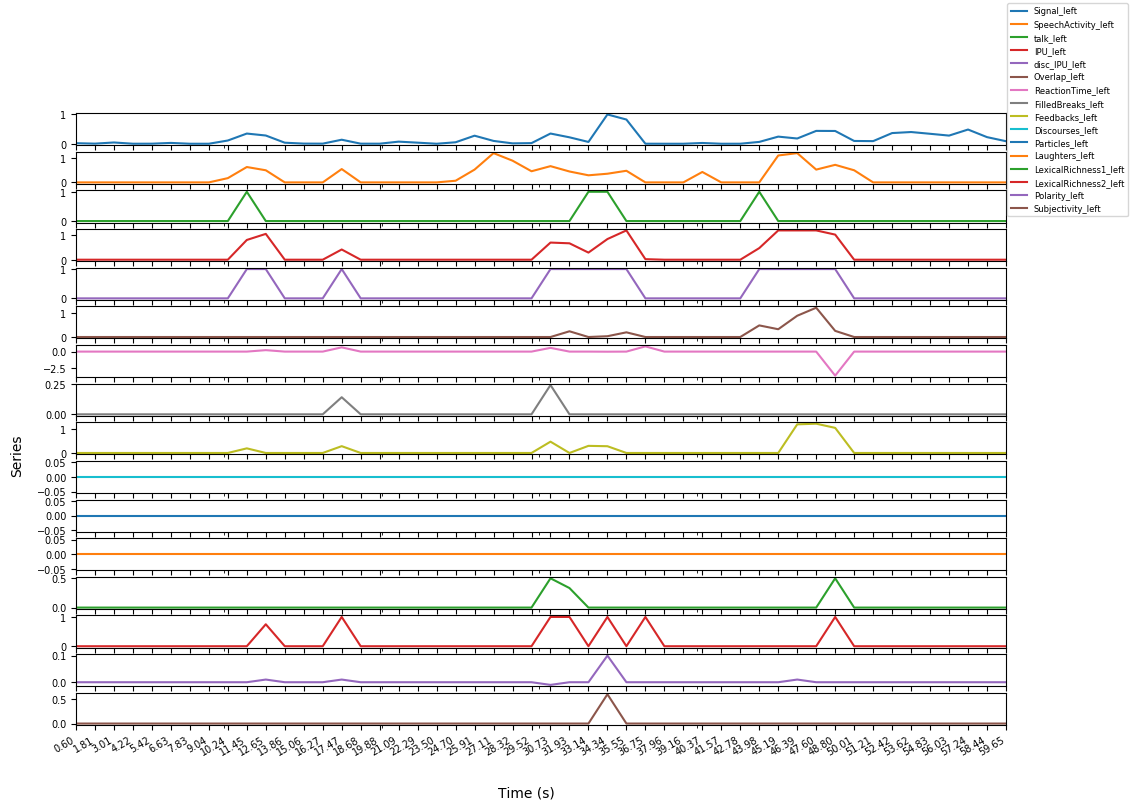 Signal_left
SpeechActivity_left
talk_left
IPU_left
disc_IPU_left
Overlap_left
ReactionTime_left
FilledBreaks_left
Feedbacks_left
Discourses_left
Particles_left
Laughters_left
LexicalRichness1_left
LexicalRichness2_left
Polarity_left
Subjectivity_left
1
0
1
0
1
0
1
0
1
0
1
0
0.0
−2.5
0.25
0.00
1
0
0.05
0.00
−0.05
0.05
0.00
−0.05
0.05
0.00
−0.05
0.5
0.0
1
0
0.1
0.0
0.5
0.0
Series
0.60 1.81 3.01 4.22 5.42 6.63 7.83 9.04 10.24 11.45 12.65 13.86 15.06 16.27 17.47 18.68 19.88 21.09 22.29 23.50 24.70 25.91 27.11 28.32 29.52 30.73 31.93 33.14 34.34 35.55 36.75 37.96 39.16 40.37 41.57 42.78 43.98 45.19 46.39 47.60 48.80 50.01 51.21 52.42 53.62 54.83 56.03 57.24 58.44 59.65
Time (s)